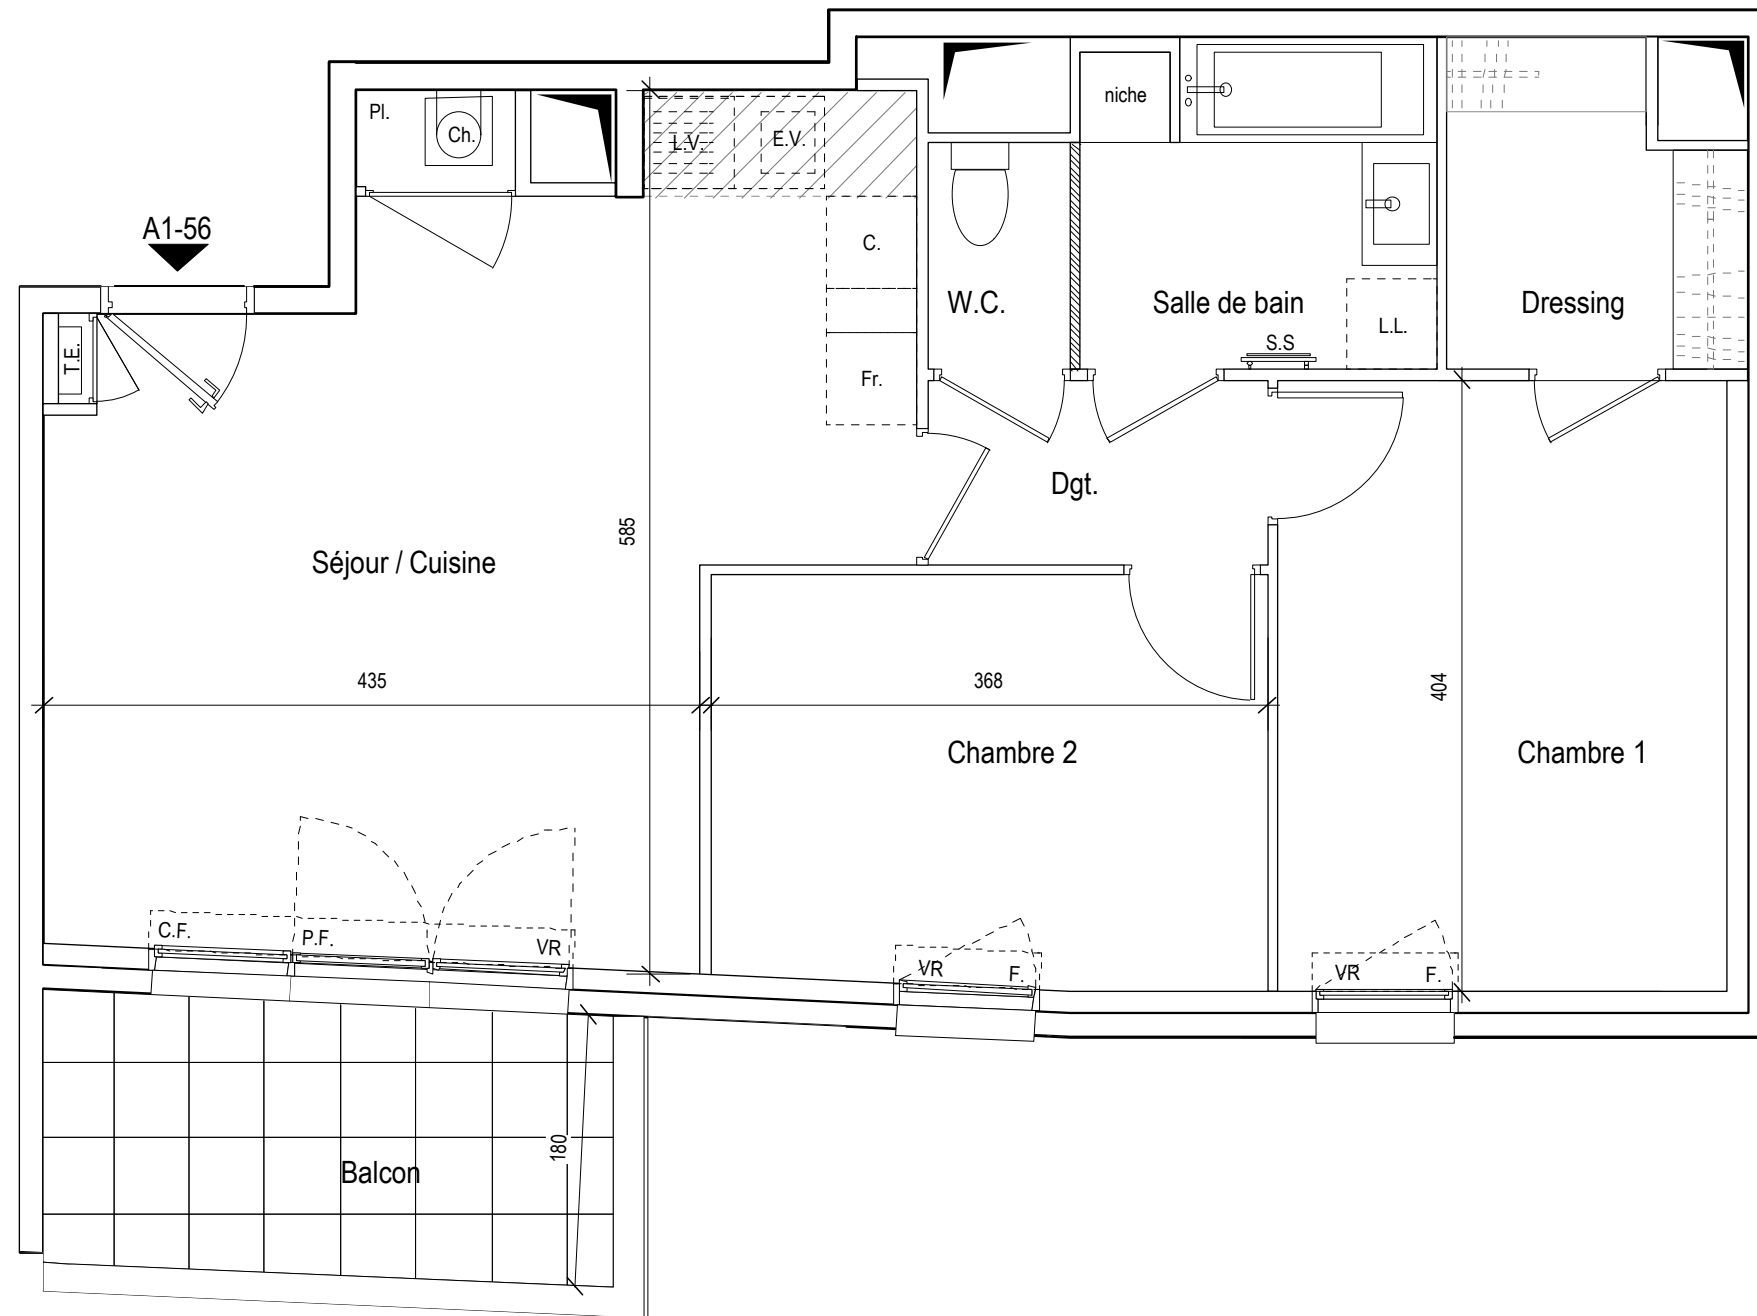 Pl.
Ch.
L.V.
E.V.
niche
A1-56
C.
W.C.
Salle de bain
Dressing
L.L.
S.S
T.E.
Fr.
Dgt.
585
Séjour / Cuisine
435
368
404
Chambre 2
Chambre 1
C.F.
P.F.
VR
VR
F.
VR
F.
180
Balcon